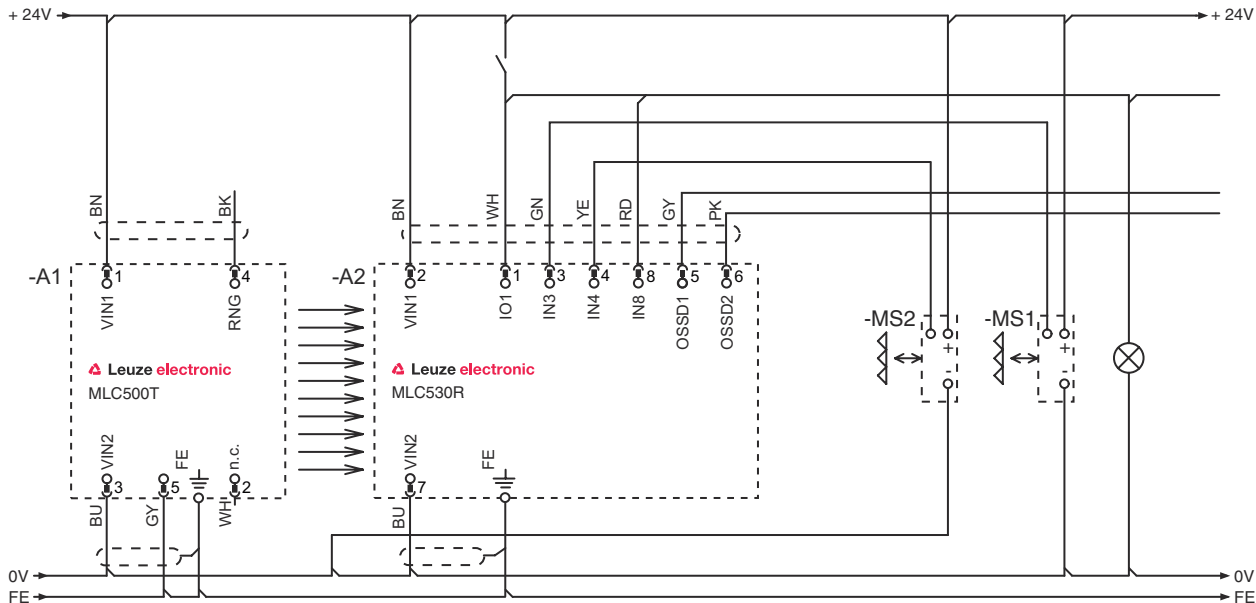 + 24V
+ 24V
BN
BK
BN
WH
GN
YE
RD
GY
PK
-A1
1
4
-A2
2
1
3
4
8
5
6
VIN1
RNG
VIN1
IO1
IN3
IN4
IN8
OSSD1
OSSD2
-MS2
+
-
-MS1
+
-
Leuze electronic
MLC500T
Leuze electronic
MLC530R
VIN2
FE
n.c.
VIN2
FE
3
5
2
7
BU
GY
WH
BU
0V
0V
FE
FE